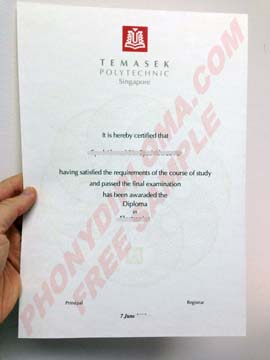 TEMASEK
POLYTECHNIC
Singapore
It is hereby certified that
having satisfied the requirements of the course of study
and passed the final examination
has been awaraded the
Diploma
in
Principal Registrar
7 June
PHONYDIPLOMA.COM
FREE SAMPLE